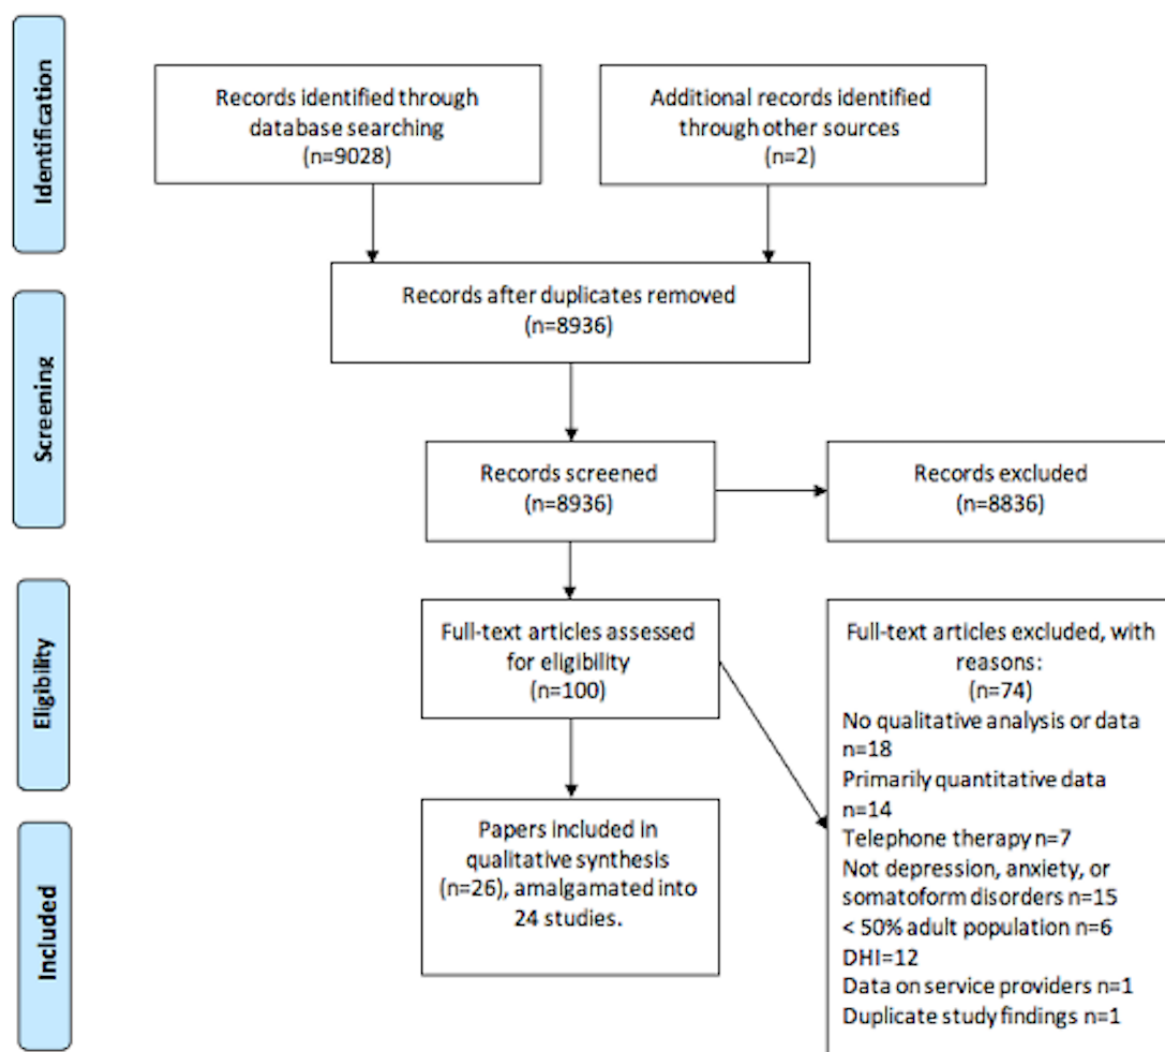 Identification
Records identified through
database searching
(n=9028)
Additional records identified
through other sources
(n=2)
Screening
Records after duplicates removed
(n=8936)
Records screened
(n=8936)
Records excluded
(n=8836)
Eligibility
Full-text articles assessed
for eligibility
(n=100)
Full-text articles excluded, with
reasons:
(n=74)
No qualitative analysis or data
n=18
Primarily quantitative data
n=14
Telephone therapy n=7
Not depression, anxiety, or
somatoform disorders n=15
< 50% adult population n=6
DHI=12
Data on service providers n=1
Duplicate study findings n=1
Included
Papers included in
qualitative synthesis
(n=26), amalgamated into
24 studies.